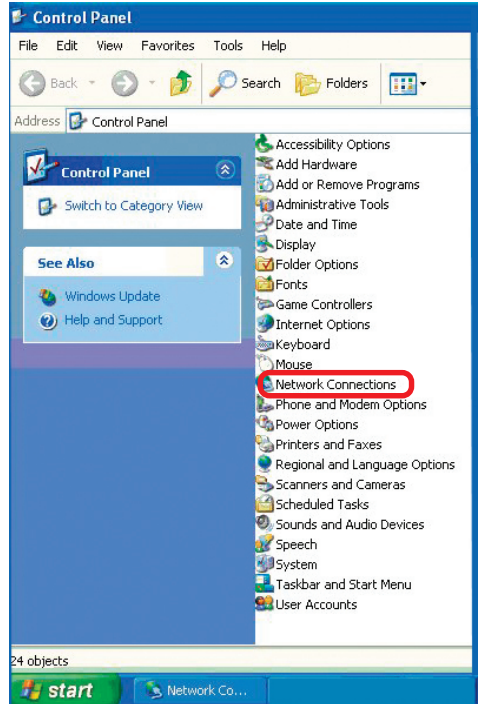 Control Panel
File Edit View Favorites Tools Help
Back Search Folders
Address Control Panel
Control Panel
Switch to Category View
See Also
Windows Update
Help and Support
Accessibility Options
Add Hardware
Add or Remove Programs
Administrative Tools
Date and Time
Display
Folder Options
Fonts
Game Controllers
Internet Options
Keyboard
Mouse
Network Connections
Phone and Modem Options
Power Options
Printers and Faxes
Regional and Language Options
Scanners and Cameras
Scheduled Tasks
Sounds and Audio Devices
Speech
System
Taskbar and Start Menu
User Accounts
24 objects
start Network Co...